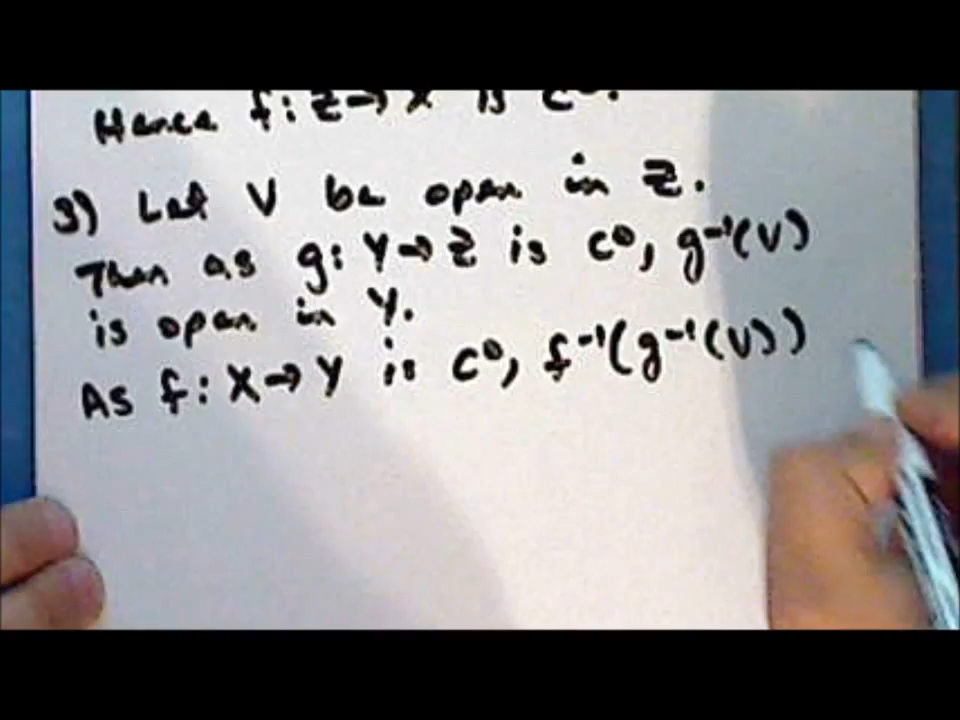 Hence f: Z→X is C⁰.
3) Let V be open in Z.
Then as g: Y→Z is C⁰, g⁻¹(V)
is open in Y.
As f: X→Y is C⁰, f⁻¹(g⁻¹(V))